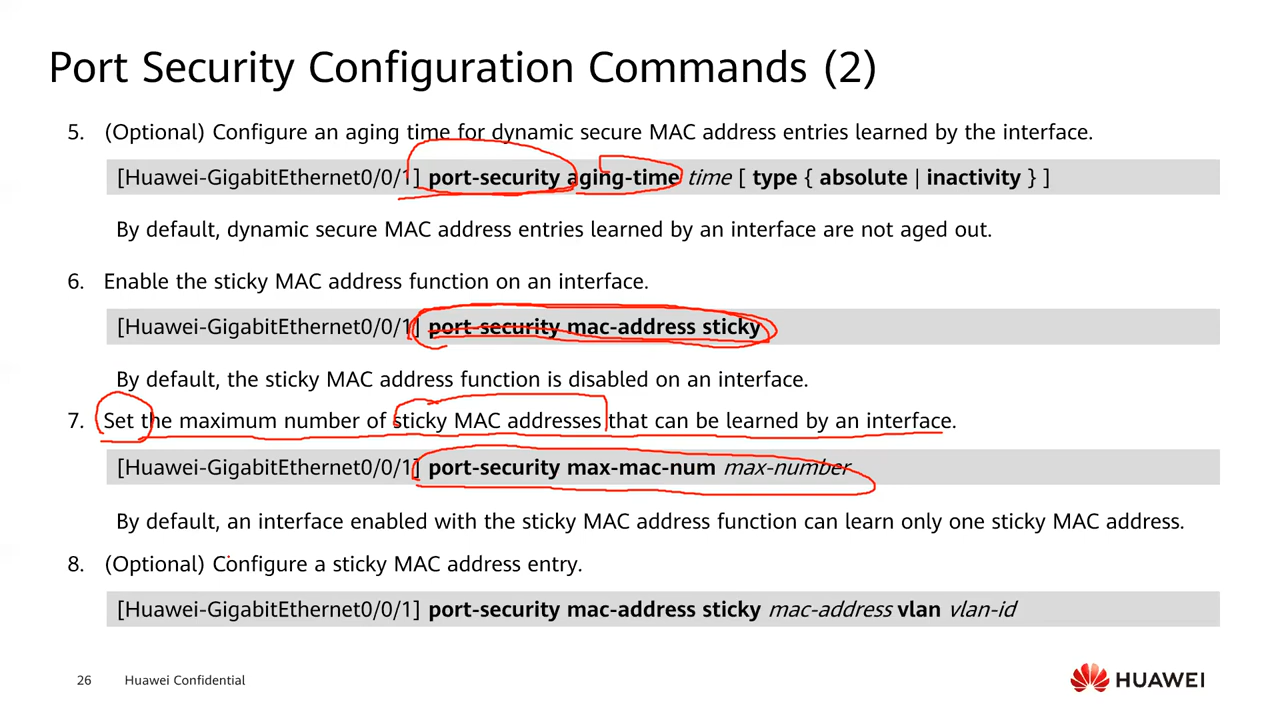 Port Security Configuration Commands (2)
5. (Optional) Configure an aging time for dynamic secure MAC address entries learned by the interface.
[Huawei-GigabitEthernet0/0/1] port-security aging-time time [ type { absolute | inactivity } ]
By default, dynamic secure MAC address entries learned by an interface are not aged out.
6. Enable the sticky MAC address function on an interface.
[Huawei-GigabitEthernet0/0/1] port-security mac-address sticky
By default, the sticky MAC address function is disabled on an interface.
7. Set the maximum number of sticky MAC addresses that can be learned by an interface.
[Huawei-GigabitEthernet0/0/1] port-security max-mac-num max-number
By default, an interface enabled with the sticky MAC address function can learn only one sticky MAC address.
8. (Optional) Configure a sticky MAC address entry.
[Huawei-GigabitEthernet0/0/1] port-security mac-address sticky mac-address vlan vlan-id
26 Huawei Confidential
HUAWEI